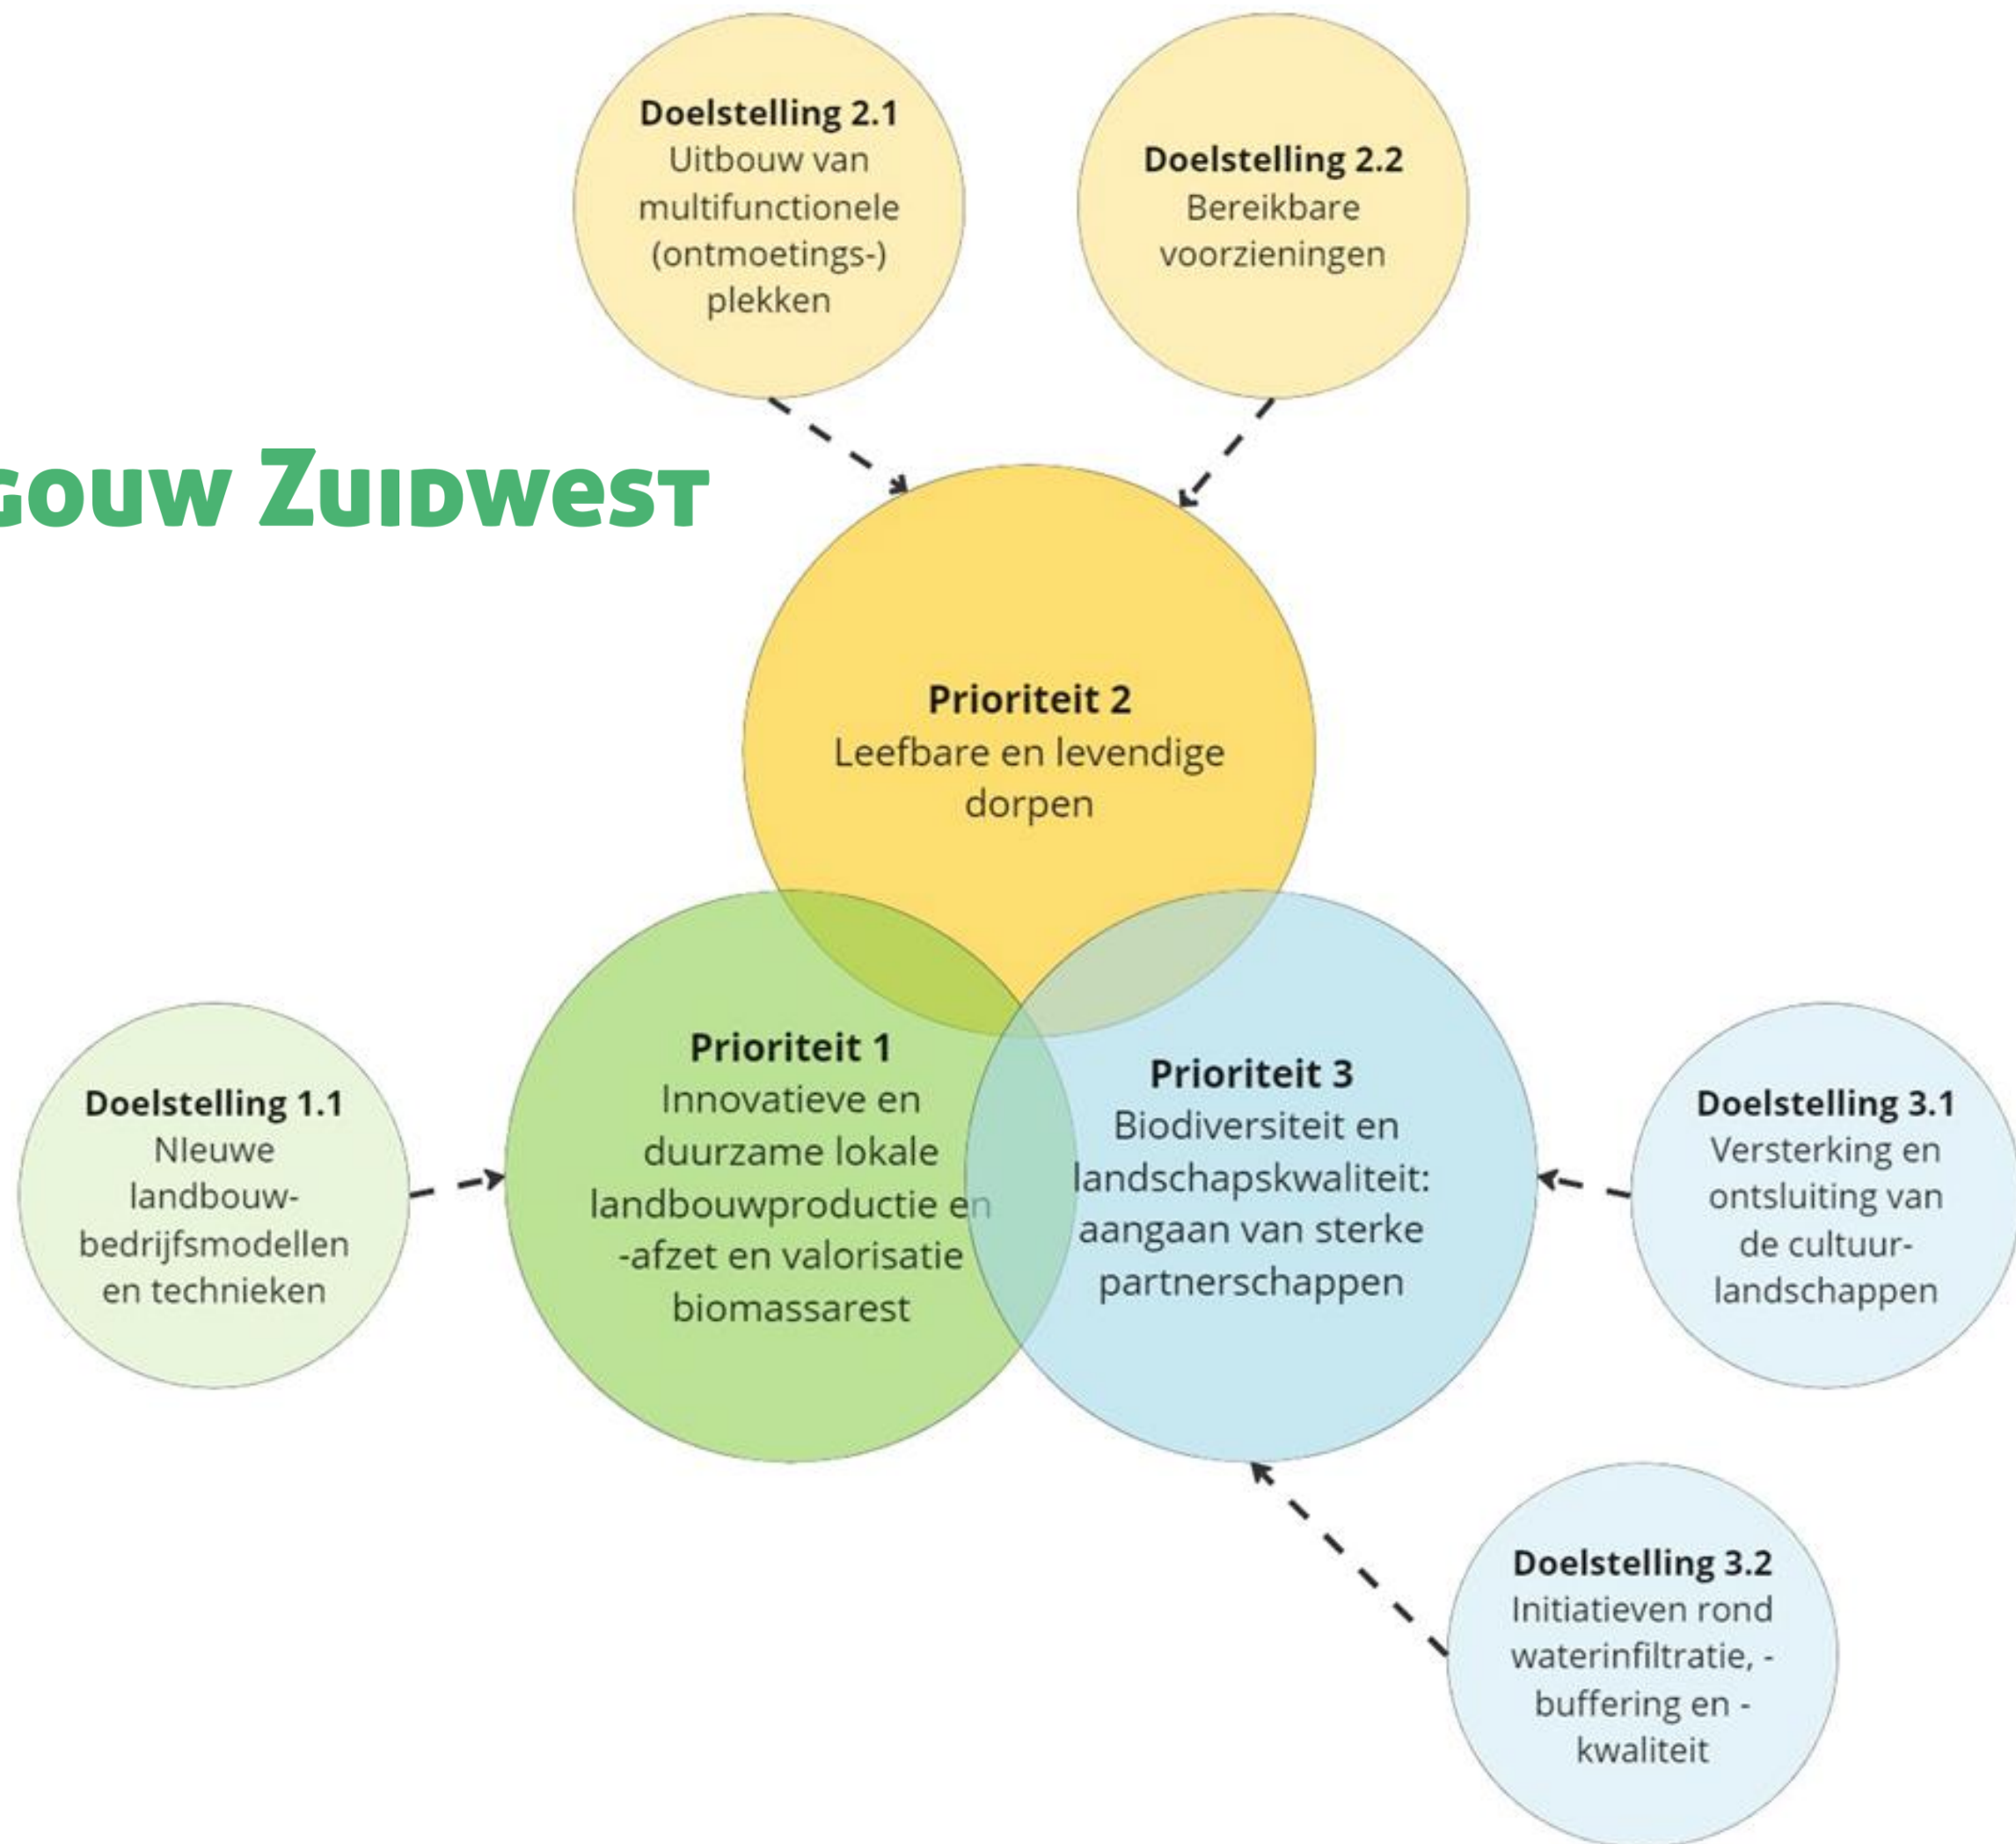 Doelstelling 2.1
Uitbouw van
multifunctionele
(ontmoetings-)
plekken
Doelstelling 2.2
Bereikbare
voorzieningen
gouw Zuidwest
Prioriteit 2
Leefbare en levendige
dorpen
Prioriteit 1
Innovatieve en
duurzame lokale
landbouwproductie en
-afzet en valorisatie
biomassarest
Prioriteit 3
Biodiversiteit en
landschapskwaliteit:
aangaan van sterke
partnerschappen
Doelstelling 1.1
NIeuwe
landbouw-
bedrijfsmodellen
en technieken
Doelstelling 3.1
Versterking en
ontsluiting van
de cultuur-
landschappen
Doelstelling 3.2
Initiatieven rond
waterinfiltratie, -
buffering en -
kwaliteit